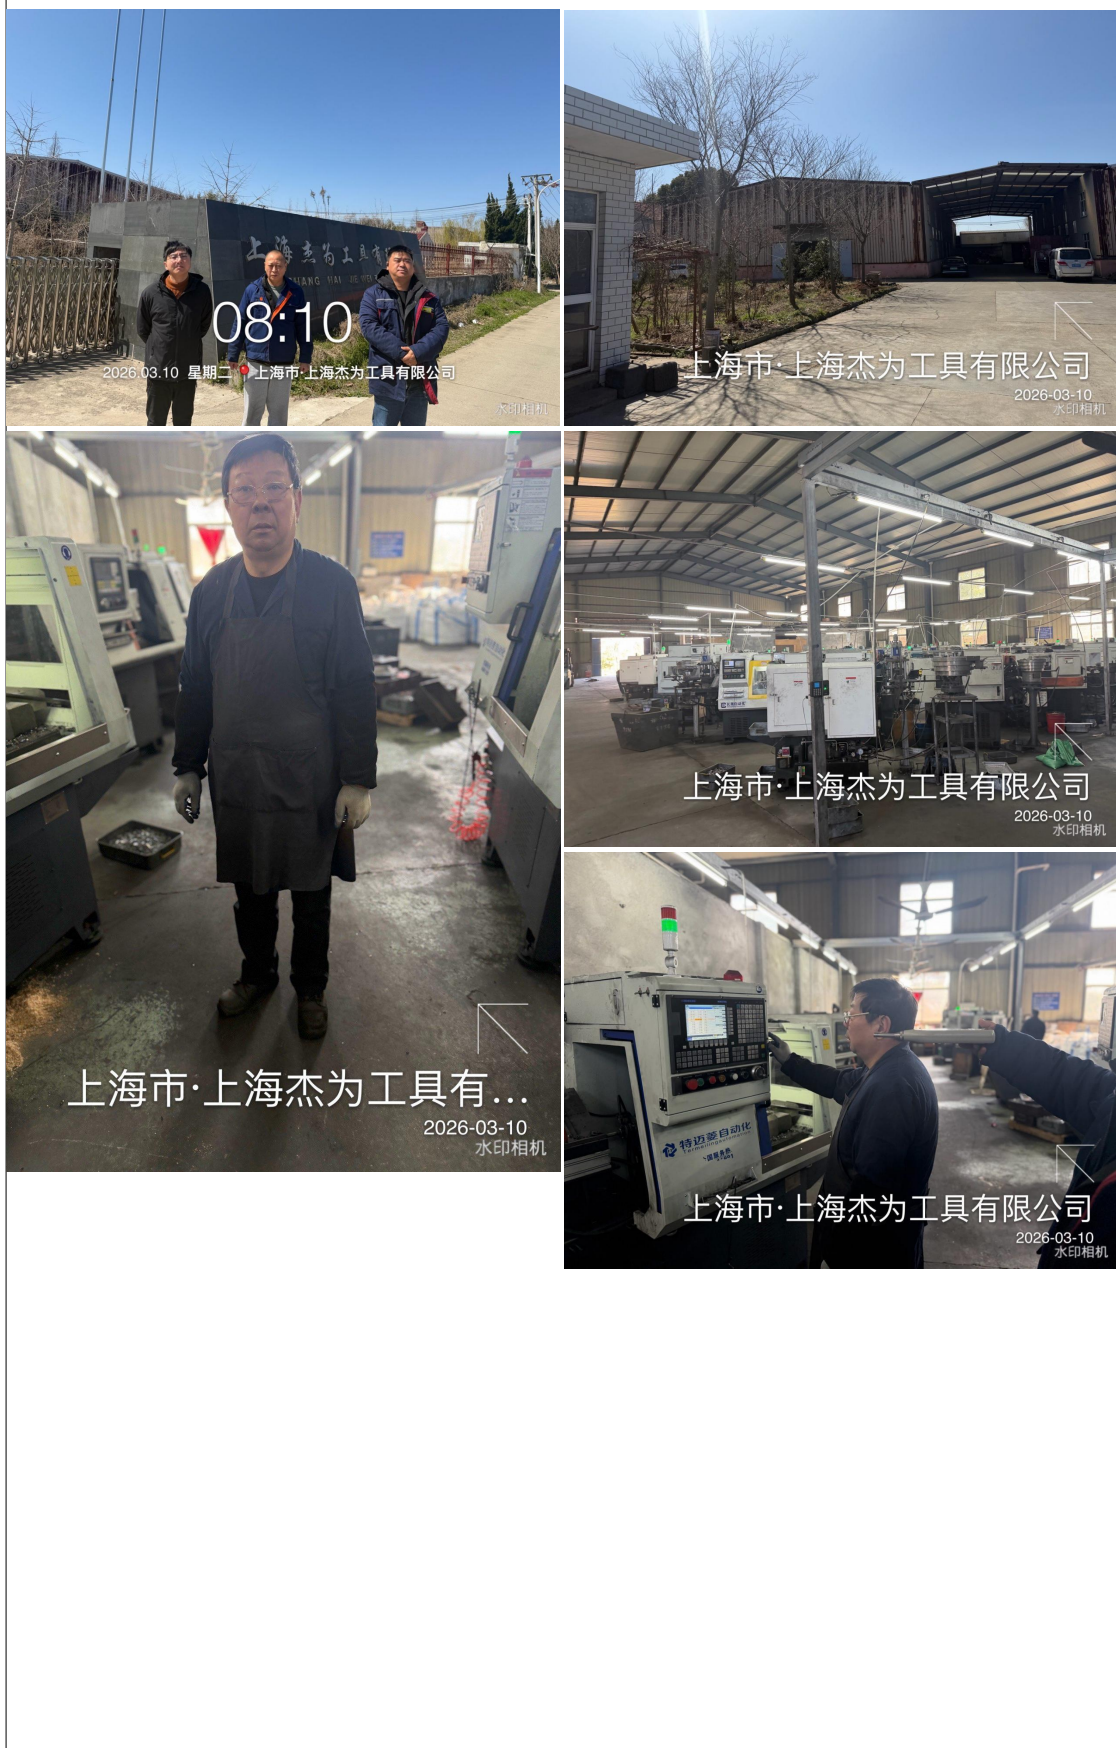 上海杰为工具有
08:10
2026.03.10 星期二 上海市·上海杰为工具有限公司
水印相机
上海市·上海杰为工具有限公司
2026-03-10
水印相机
上海市·上海杰为工具有...
2026-03-10
水印相机
上海市·上海杰为工具有限公司
2026-03-10
水印相机
特迈菱自动化
上海市·上海杰为工具有限公司
2026-03-10
水印相机